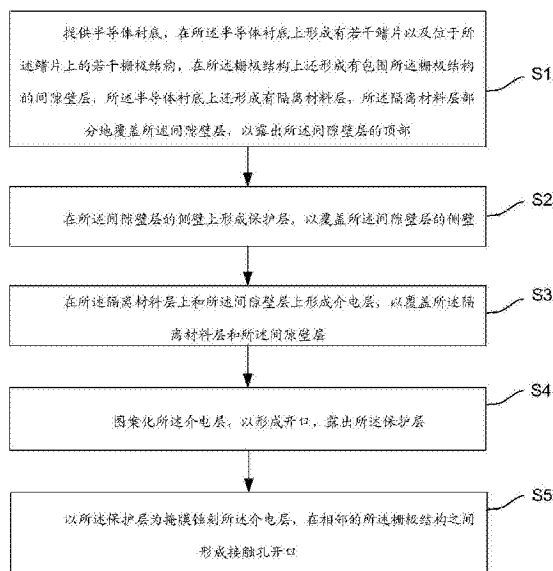 提供半导体衬底，在所述半导体衬底上形成有若干鳍片以及位于所
述鳍片上的若干栅极结构，在所述栅极结构上还形成有包围所述栅极结构
的间隙壁层，所述半导体衬底上还形成有隔离材料层，所述隔离材料层部
分地覆盖所述间隙壁层，以露出所述间隙壁层的顶部
S1
在所述间隙壁层的侧壁上形成保护层，以覆盖所述间隙壁层的侧壁
S2
在所述隔离材料层上和所述间隙壁层上形成介电层，以覆盖所述隔
离材料层和所述间隙壁层
S3
图案化所述介电层，以形成开口，露出所述保护层
S4
以所述保护层为掩膜蚀刻所述介电层，在相邻的所述栅极结构之间
形成接触孔开口
S5